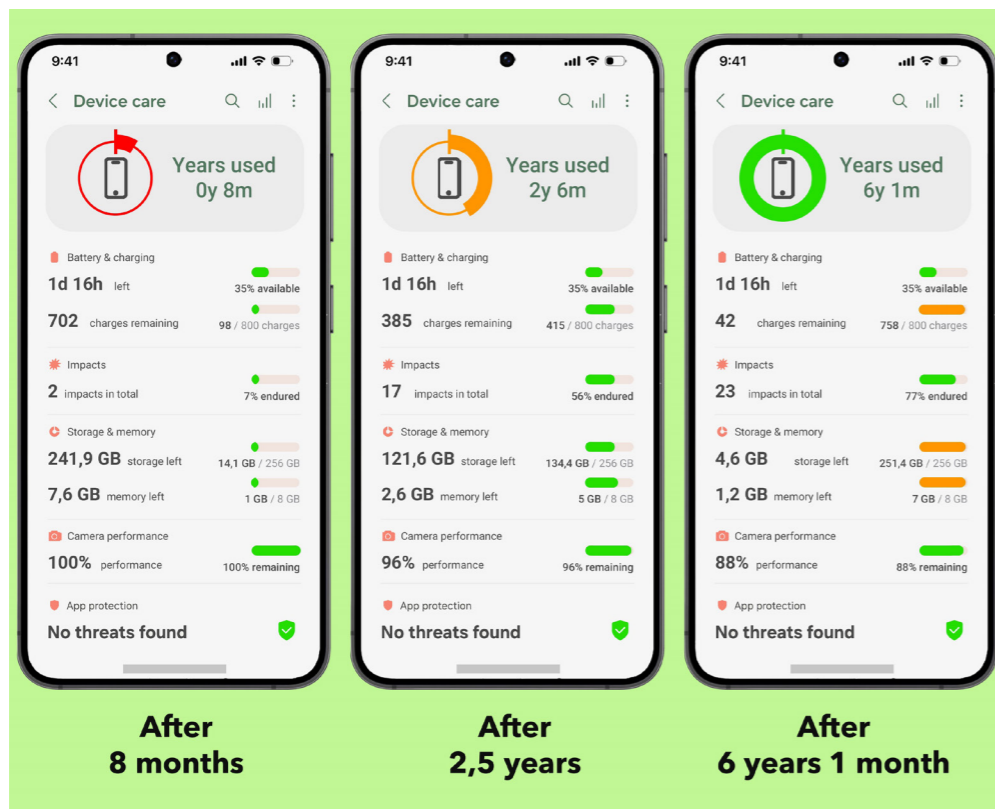 9:41
Device care
Years used
0y 8m
Battery & charging
1d 16h left
35% available
702 charges remaining
98 / 800 charges
Impacts
2 impacts in total
7% endured
Storage & memory
241,9 GB storage left
14,1 GB / 256 GB
7,6 GB memory left
1 GB / 8 GB
Camera performance
100% performance
100% remaining
App protection
No threats found
After
8 months
9:41
Device care
Years used
2y 6m
Battery & charging
1d 16h left
35% available
385 charges remaining
415 / 800 charges
Impacts
17 impacts in total
56% endured
Storage & memory
121,6 GB storage left
134,4 GB / 256 GB
2,6 GB memory left
5 GB / 8 GB
Camera performance
96% performance
96% remaining
App protection
No threats found
After
2,5 years
9:41
Device care
Years used
6y 1m
Battery & charging
1d 16h left
35% available
42 charges remaining
758 / 800 charges
Impacts
23 impacts in total
77% endured
Storage & memory
4,6 GB storage left
251,4 GB / 256 GB
1,2 GB memory left
7 GB / 8 GB
Camera performance
88% performance
88% remaining
App protection
No threats found
After
6 years 1 month